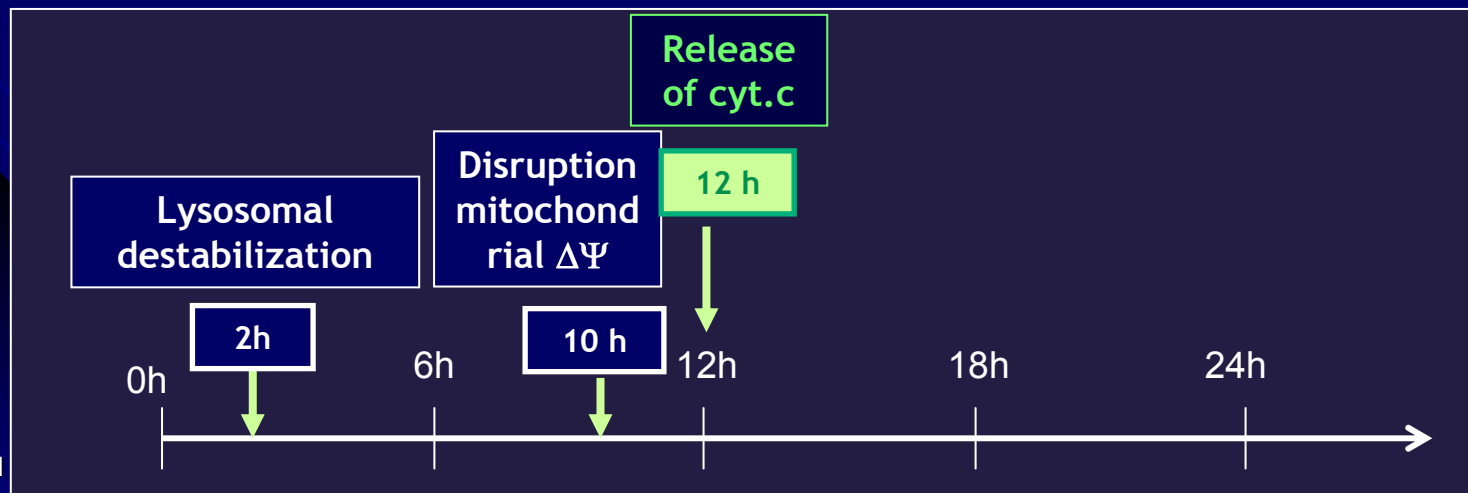 Release
of cyt.c
Disruption
mitochond
rial ΔΨ
12 h
Lysosomal
destabilization
2h
10 h
0h
6h
12h
18h
24h